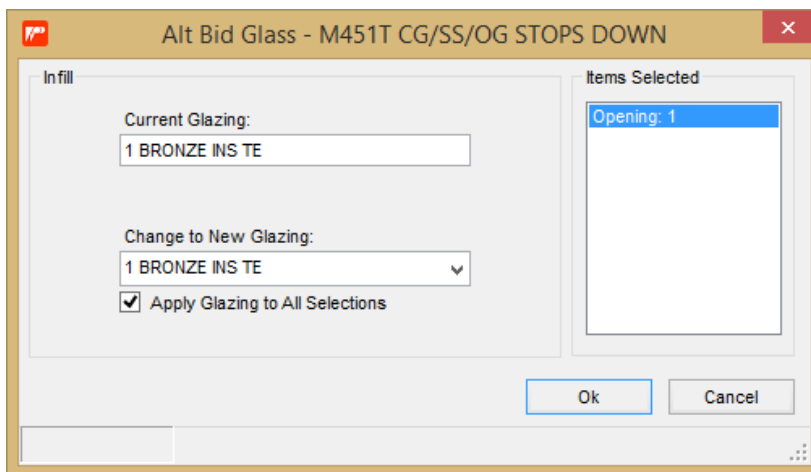 Alt Bid Glass - M451T CG/SS/OG STOPS DOWN
Infill
Current Glazing:
1 BRONZE INS TE
Change to New Glazing:
1 BRONZE INS TE
Apply Glazing to All Selections
Items Selected
Opening: 1
Ok
Cancel